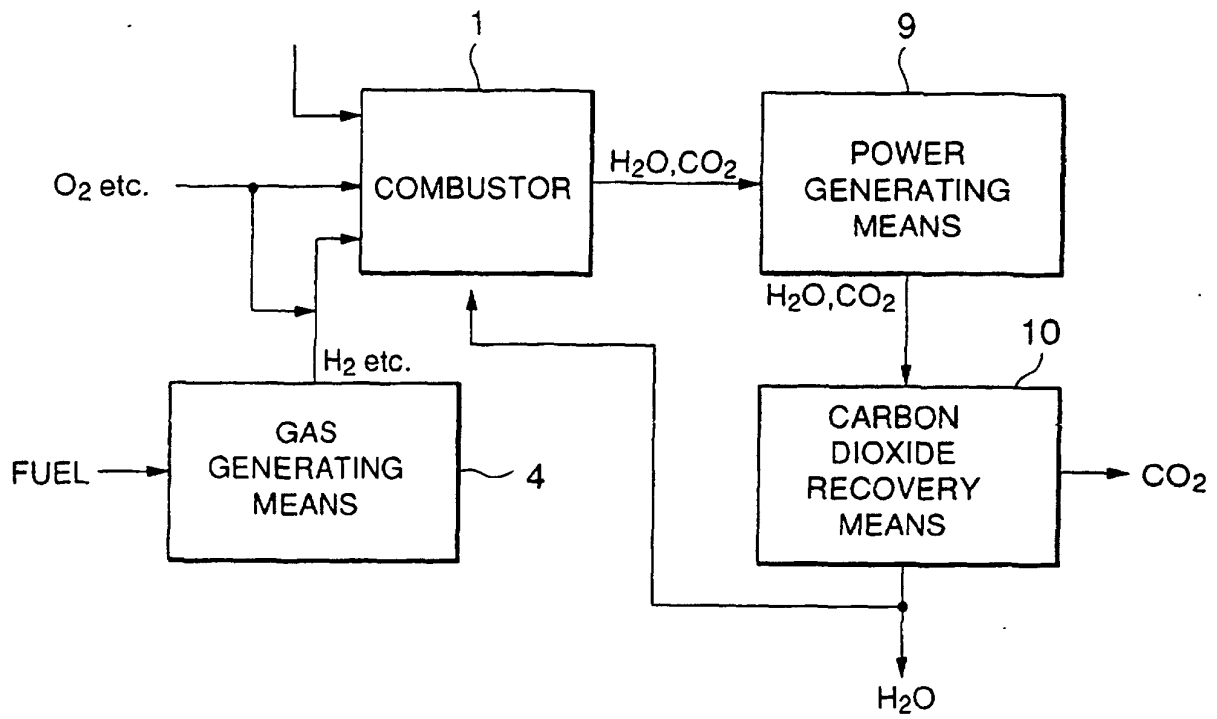 1
9
O₂ etc.
COMBUSTOR
H₂O,CO₂
POWER
GENERATING
MEANS
H₂O,CO₂
10
H₂ etc.
GAS
GENERATING
MEANS
FUEL
4
CARBON
DIOXIDE
RECOVERY
MEANS
CO₂
H₂O